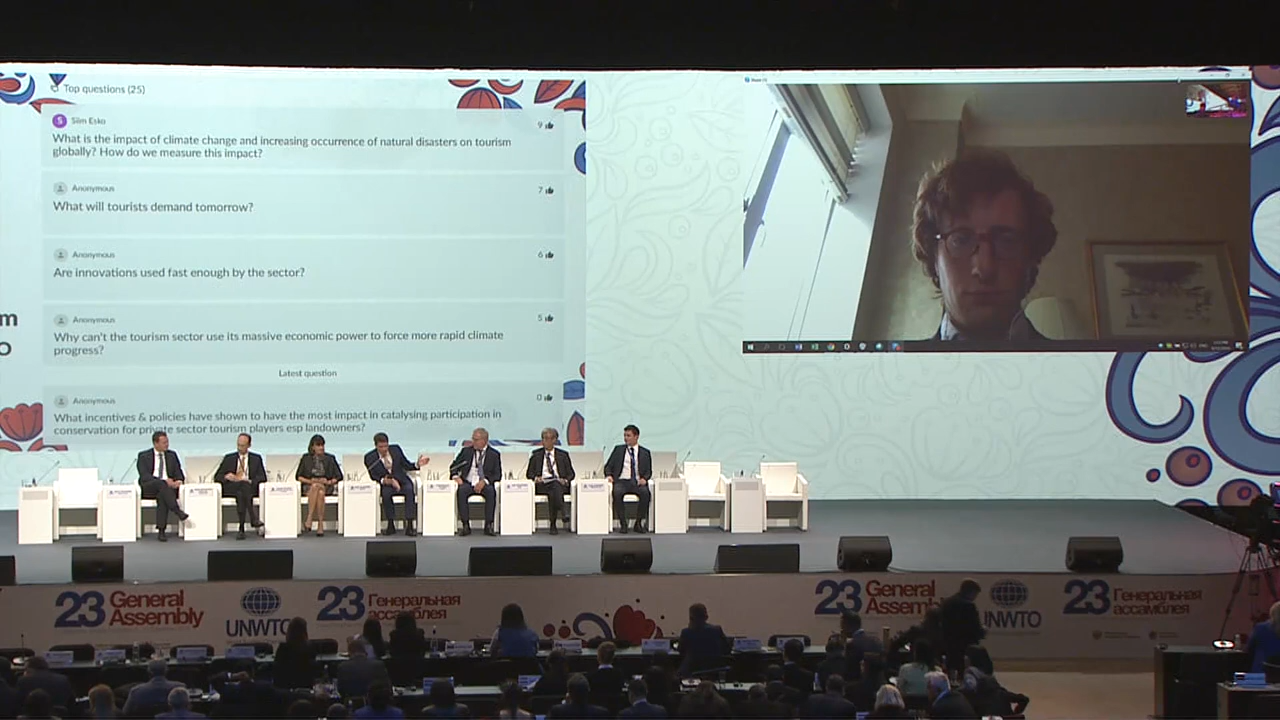 Top questions (25)
Siim Esko
9
What is the impact of climate change and increasing occurrence of natural disasters on tourism
globally? How do we measure this impact?
Anonymous
7
What will tourists demand tomorrow?
Anonymous
6
Are innovations used fast enough by the sector?
Anonymous
5
Why can't the tourism sector use its massive economic power to force more rapid climate
progress?
Latest question
Anonymous
0
What incentives & policies have shown to have the most impact in catalysing participation in
conservation for private sector tourism players esp landowners?
m
o
23 General
Assembly
UNWTO
23 Генеральная
ассамблея
23 General
Assembly
UNWTO
23 Генеральная
ассамблея